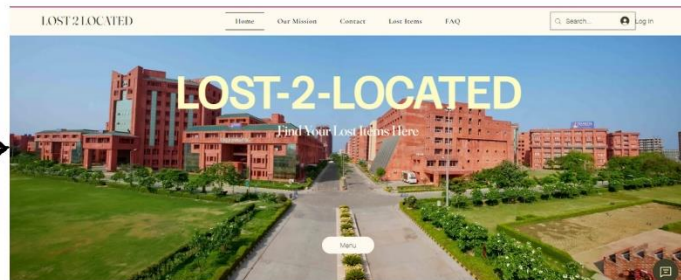 LOST 2 LOCATED
Home Our Mission Contact Lost Items FAQ
Search... Log In
LOST-2-LOCATED
Find Your Lost Items Here
Menu